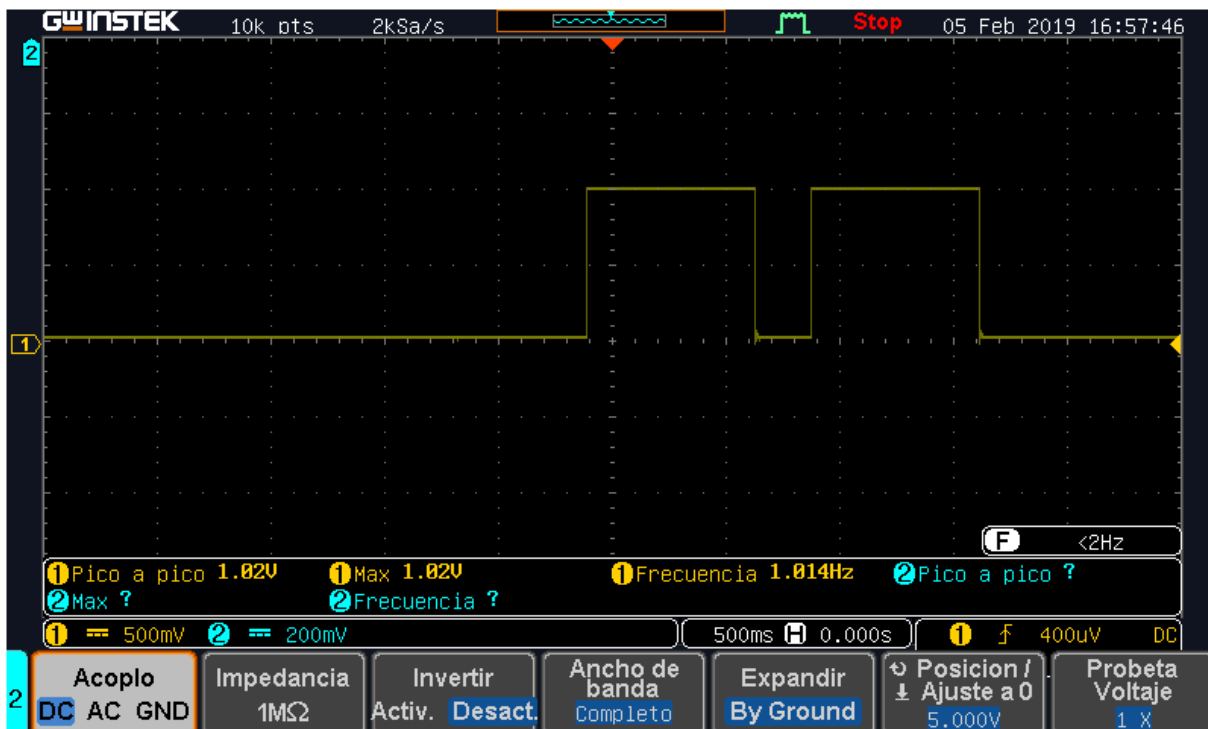 GWINSTEK 10k pts 2kSa/s Stop 05 Feb 2019 16:57:46
2
1
F <2Hz
1 Pico a pico 1.02V 1 Max 1.02V 1 Frecuencia 1.014Hz 2 Pico a pico ?
2 Max ? 2 Frecuencia ?
1 500mV 2 200mV 500ms H 0.000s 1 400uV DC
2
Acoplo
DC AC GND
Impedancia
1MΩ
Invertir
Activ. Desact.
Ancho de
banda
Completo
Expandir
By Ground
Posicion /
Ajuste a 0
5.000V
Probeta
Voltaje
1 X